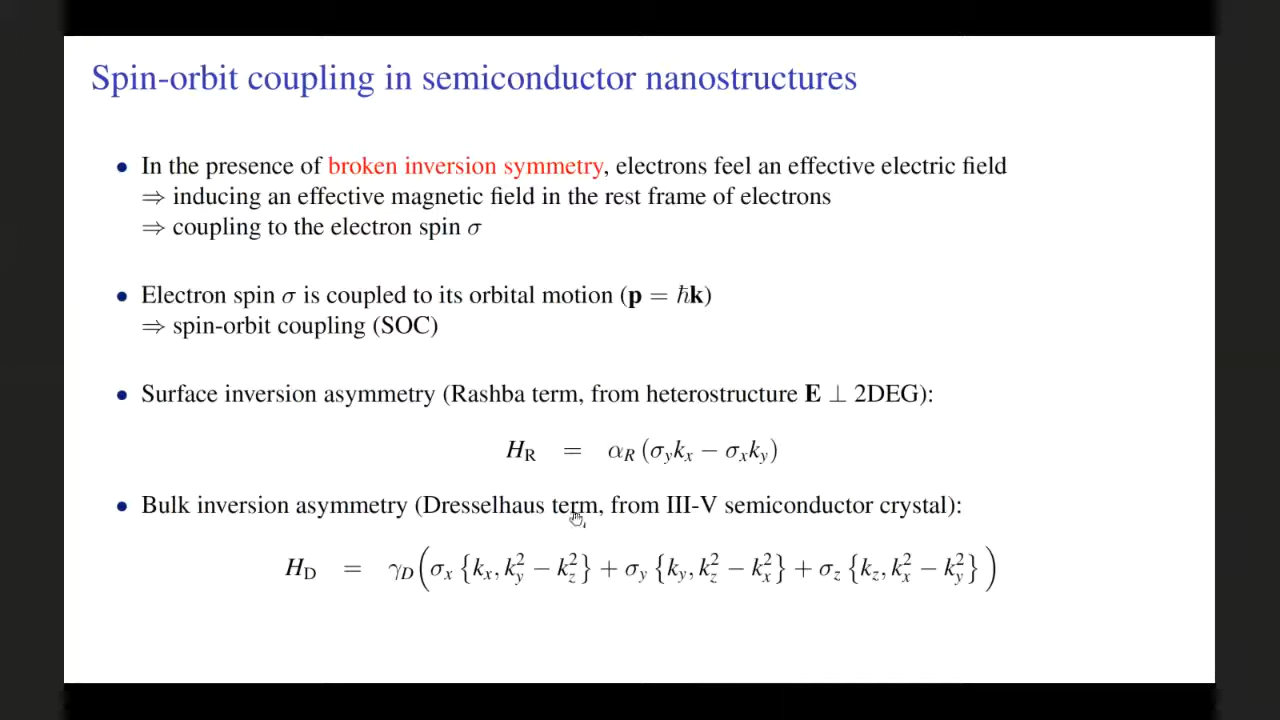 Spin-orbit coupling in semiconductor nanostructures
• In the presence of broken inversion symmetry, electrons feel an effective electric field
⇒ inducing an effective magnetic field in the rest frame of electrons
⇒ coupling to the electron spin σ
• Electron spin σ is coupled to its orbital motion (p = ℏk)
⇒ spin-orbit coupling (SOC)
• Surface inversion asymmetry (Rashba term, from heterostructure E ⊥ 2DEG):
H_R = α_R (σ_y k_x − σ_x k_y)
• Bulk inversion asymmetry (Dresselhaus term, from III-V semiconductor crystal):
H_D = γ_D (σ_x {k_x, k_y^2 − k_z^2} + σ_y {k_y, k_z^2 − k_x^2} + σ_z {k_z, k_x^2 − k_y^2})